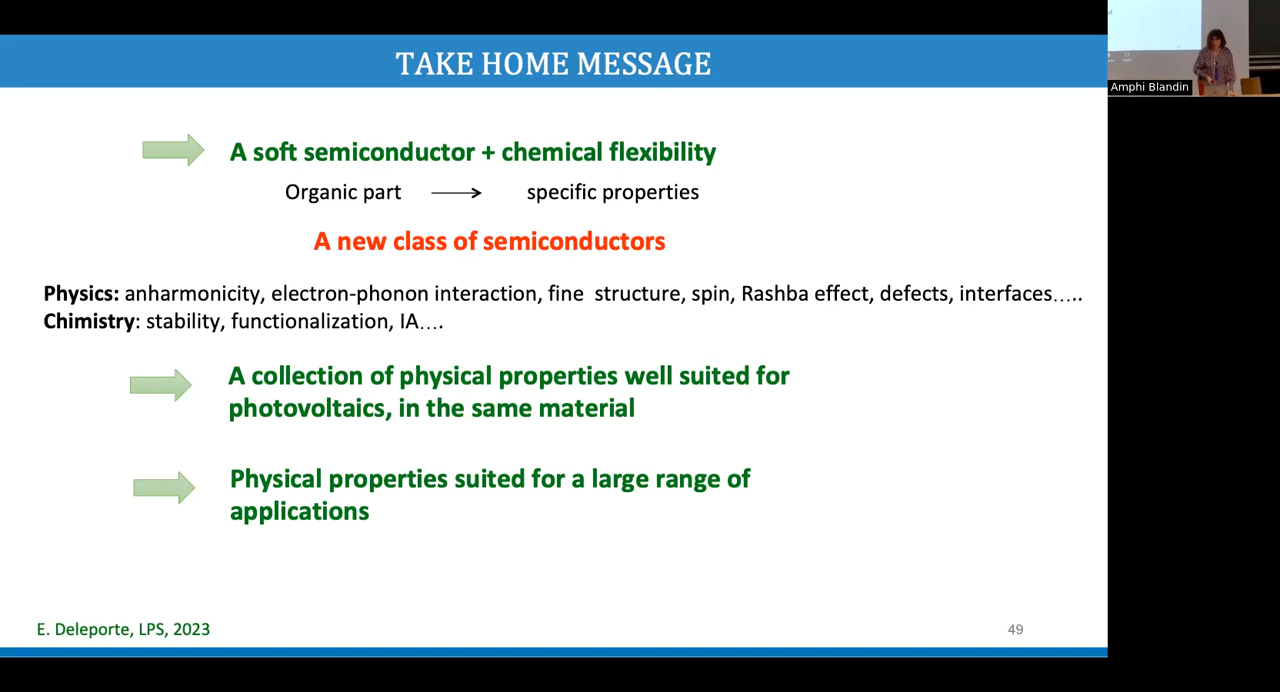 TAKE HOME MESSAGE
Amphi Blandin
A soft semiconductor + chemical flexibility
Organic part → specific properties
A new class of semiconductors
Physics: anharmonicity, electron-phonon interaction, fine structure, spin, Rashba effect, defects, interfaces.....
Chimistry: stability, functionalization, IA....
A collection of physical properties well suited for
photovoltaics, in the same material
Physical properties suited for a large range of
applications
E. Deleporte, LPS, 2023
49